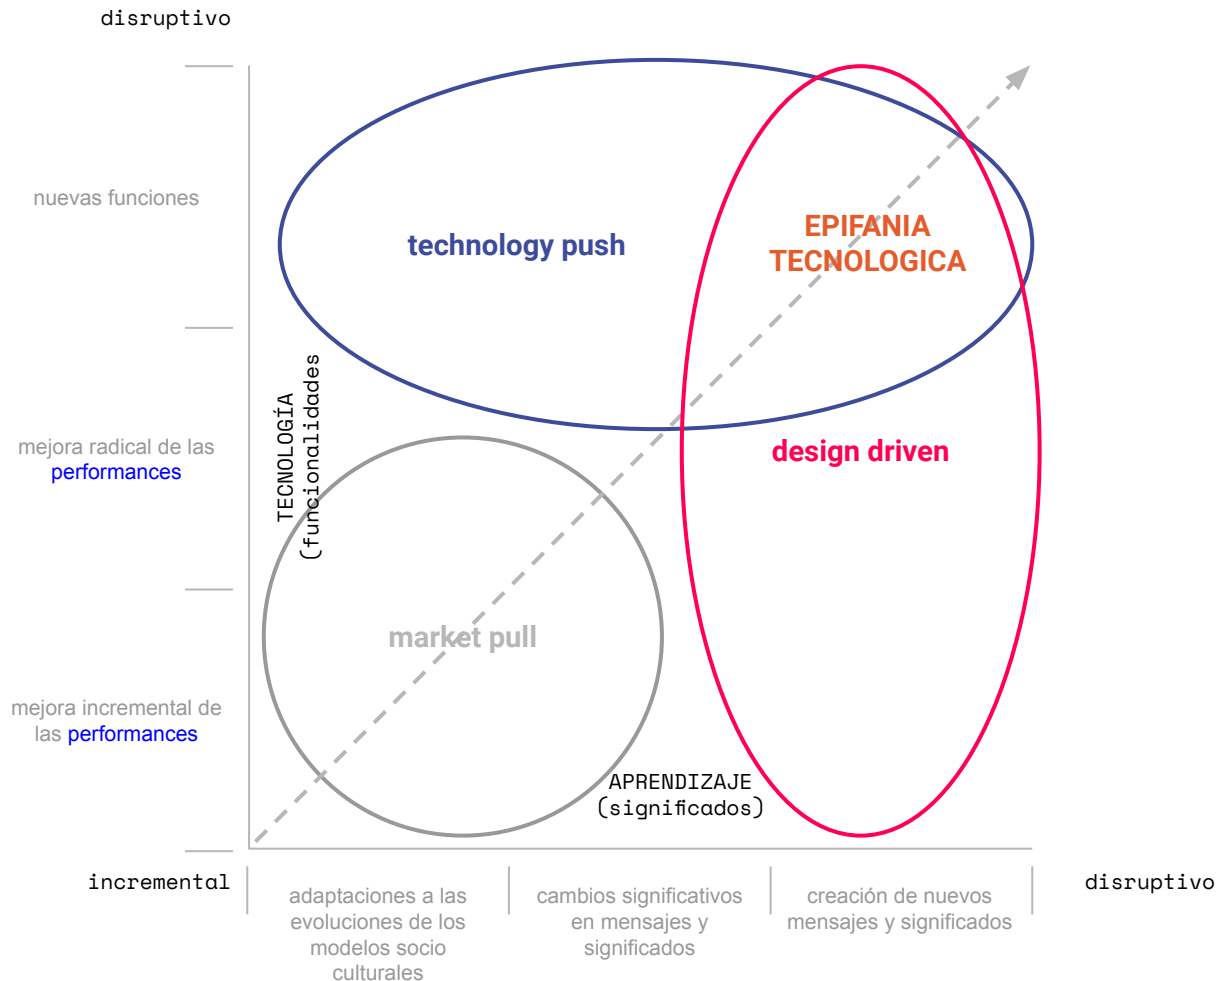 disruptivo
nuevas funciones
technology push
EPIFANIA
TECNOLOGICA
TECNOLOGÍA
(funcionalidades)
mejora radical de las
performances
design driven
market pull
mejora incremental de
las performances
APRENDIZAJE
(significados)
incremental
disruptivo
adaptaciones a las
evoluciones de los
modelos socio
culturales
cambios significativos
en mensajes y
significados
creación de nuevos
mensajes y significados